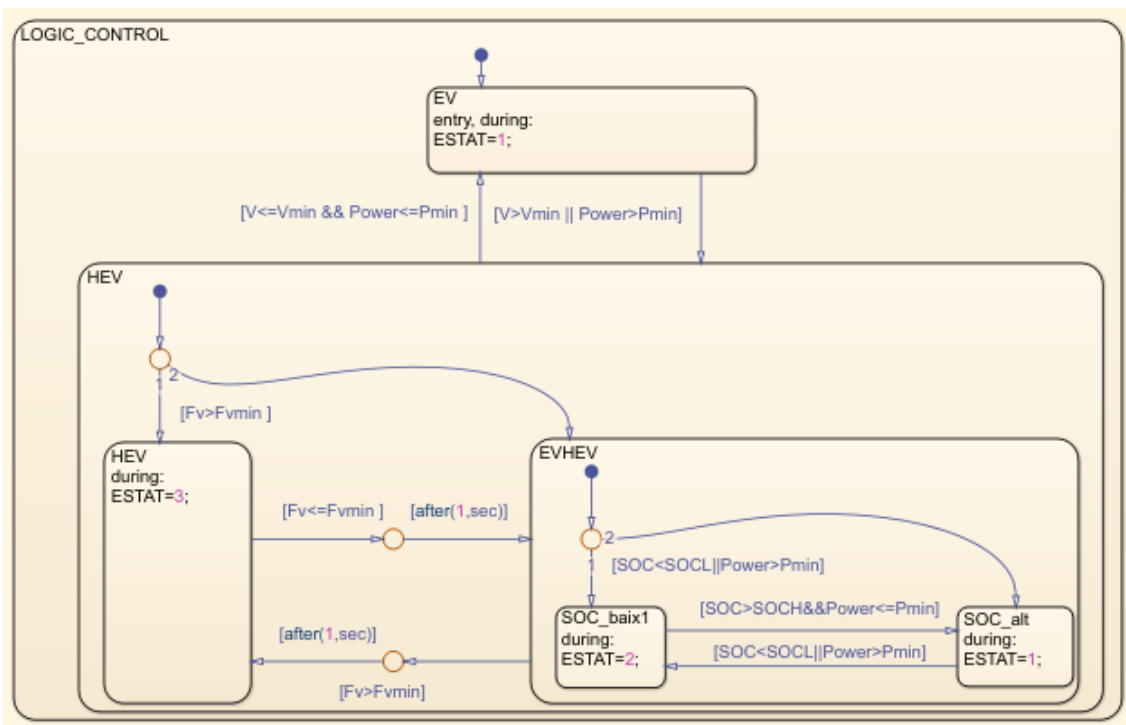 LOGIC_CONTROL
EV
entry, during:
ESTAT=1;
[V<=Vmin && Power<=Pmin ]
[V>Vmin || Power>Pmin]
HEV
1
2
[Fv>Fvmin ]
HEV
during:
ESTAT=3;
[Fv<=Fvmin ]
[after(1,sec)]
[after(1,sec)]
[Fv>Fvmin]
EVHEV
2
1
[SOC<SOCL||Power>Pmin]
SOC_baix1
during:
ESTAT=2;
[SOC>SOCH&&Power<=Pmin]
[SOC<SOCL||Power>Pmin]
SOC_alt
during:
ESTAT=1;